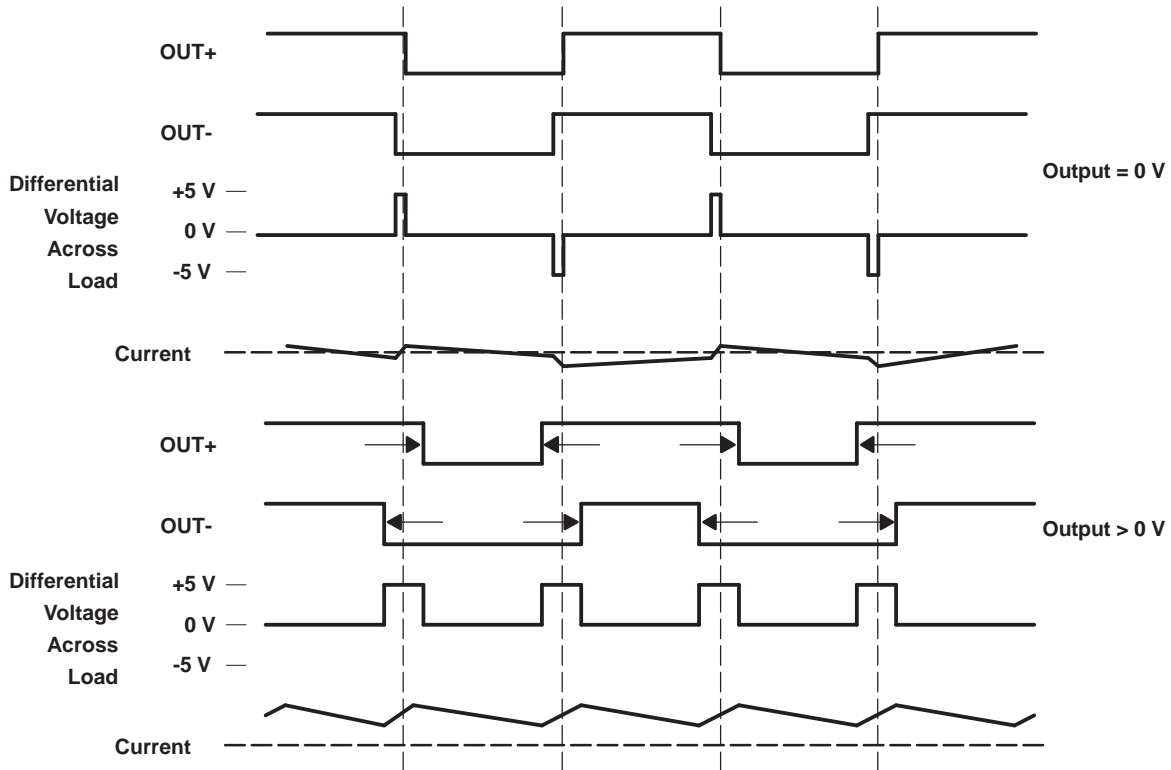 OUT+
OUT-
Output = 0 V
Differential
Voltage
Across
Load
+5 V
0 V
-5 V
Current
OUT+
OUT-
Output > 0 V
Differential
Voltage
Across
Load
+5 V
0 V
-5 V
Current